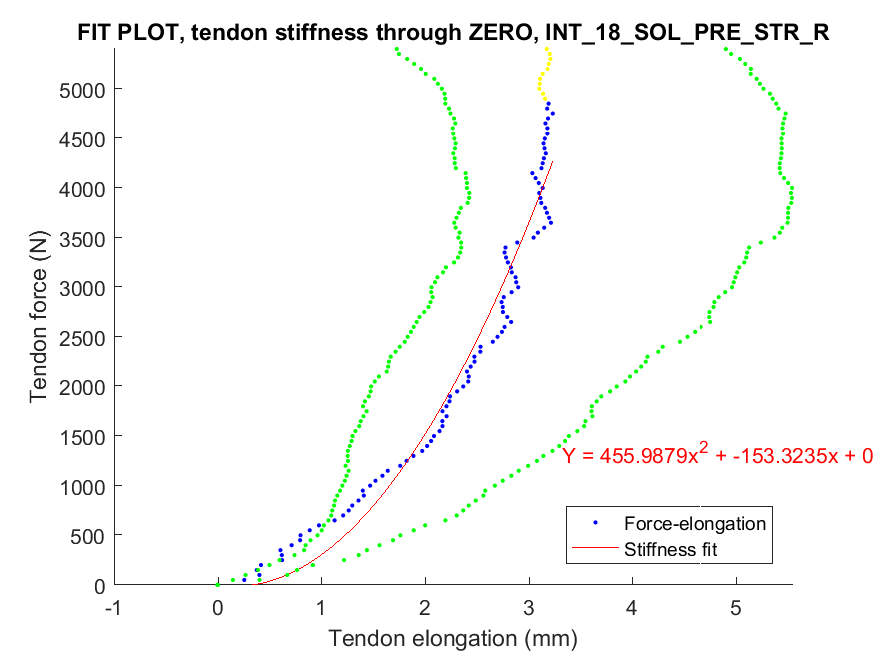 FIT PLOT, tendon stiffness through ZERO, INT_18_SOL_PRE_STR_R
5000
4500
4000
3500
3000
2500
2000
1500
1000
500
0
Tendon force (N)
Y = 455.9879x^2 + -153.3235x + 0
Force-elongation
Stiffness fit
-1 0 1 2 3 4 5
Tendon elongation (mm)